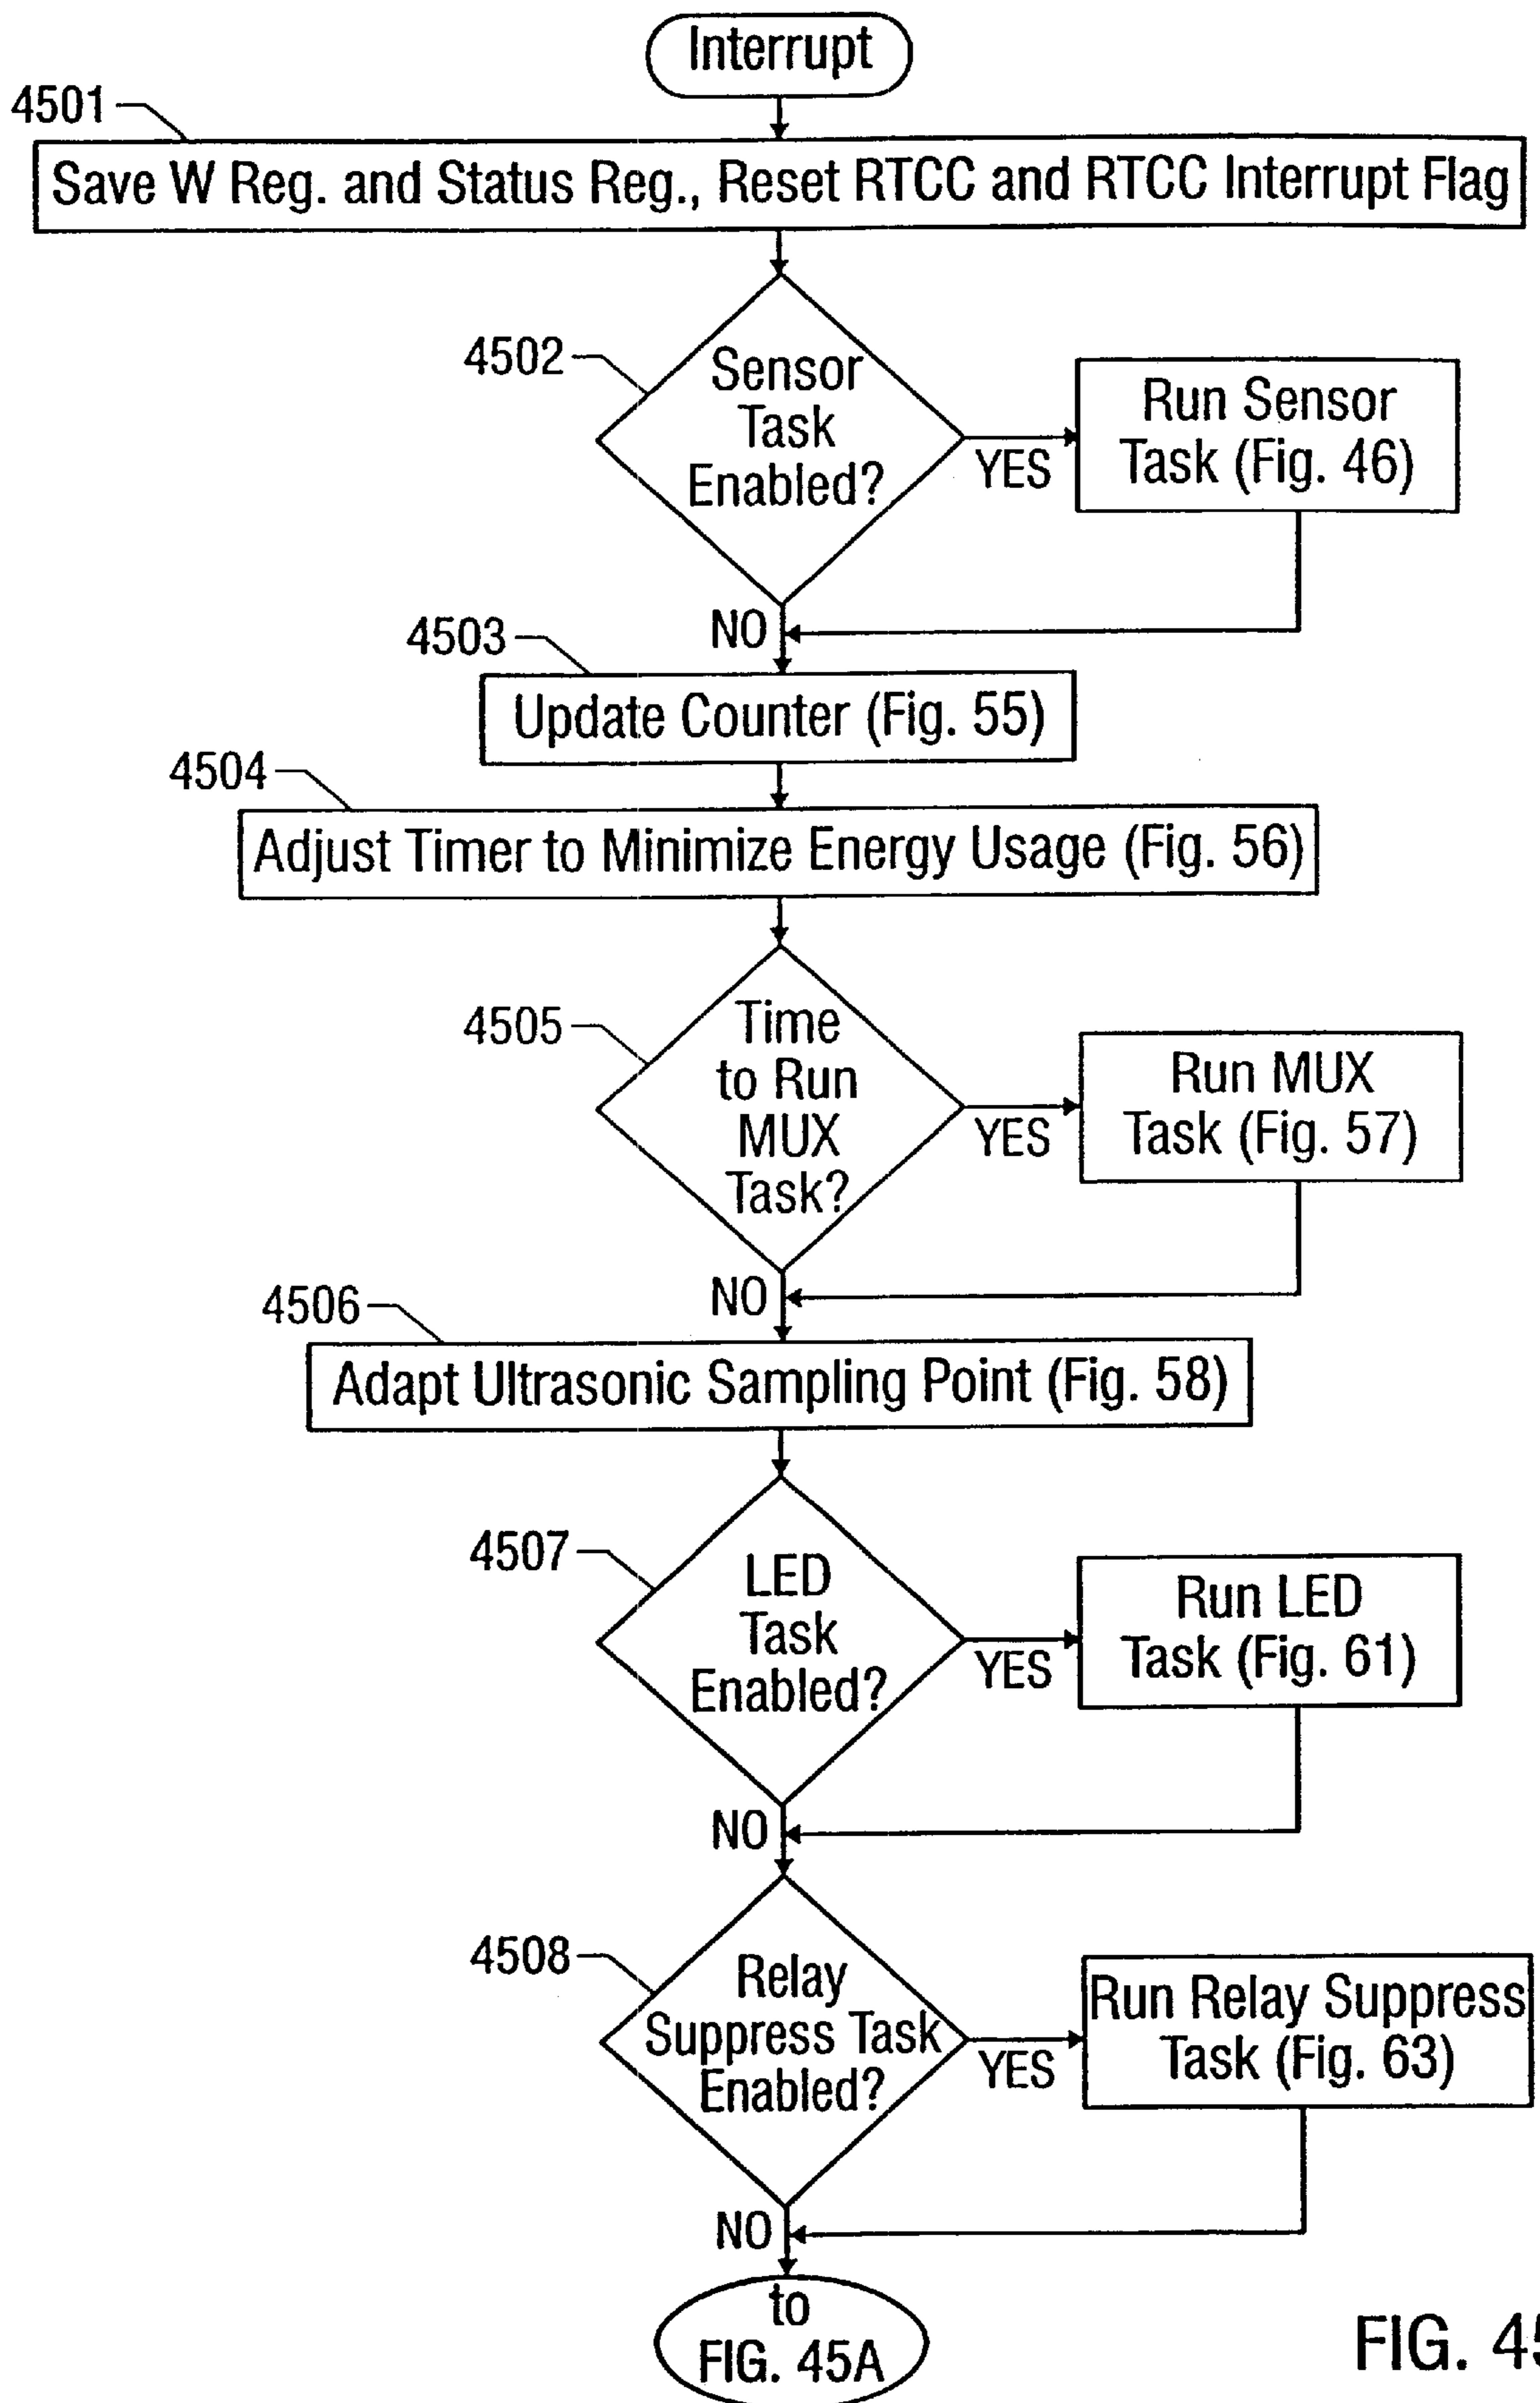 Interrupt
4501
Save W Reg. and Status Reg., Reset RTCC and RTCC Interrupt Flag
4502
Sensor
Task
Enabled?
YES
Run Sensor
Task (Fig. 46)
NO
4503
Update Counter (Fig. 55)
4504
Adjust Timer to Minimize Energy Usage (Fig. 56)
4505
Time
to Run
MUX
Task?
YES
Run MUX
Task (Fig. 57)
NO
4506
Adapt Ultrasonic Sampling Point (Fig. 58)
4507
LED
Task
Enabled?
YES
Run LED
Task (Fig. 61)
NO
4508
Relay
Suppress Task
Enabled?
YES
Run Relay Suppress
Task (Fig. 63)
NO
to
FIG. 45A
FIG. 45